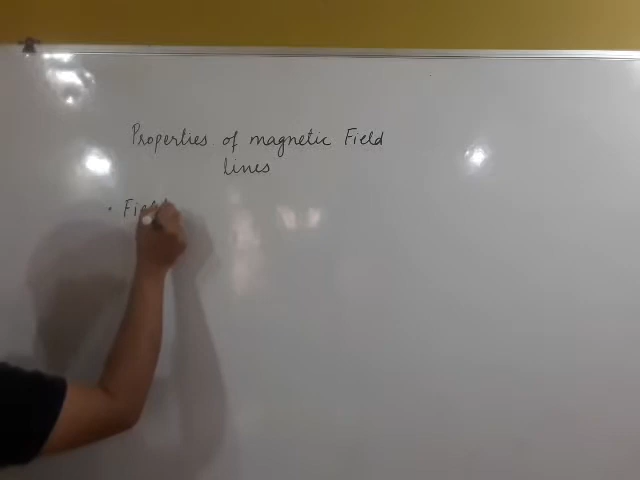 Properties of magnetic Field
lines
• Field